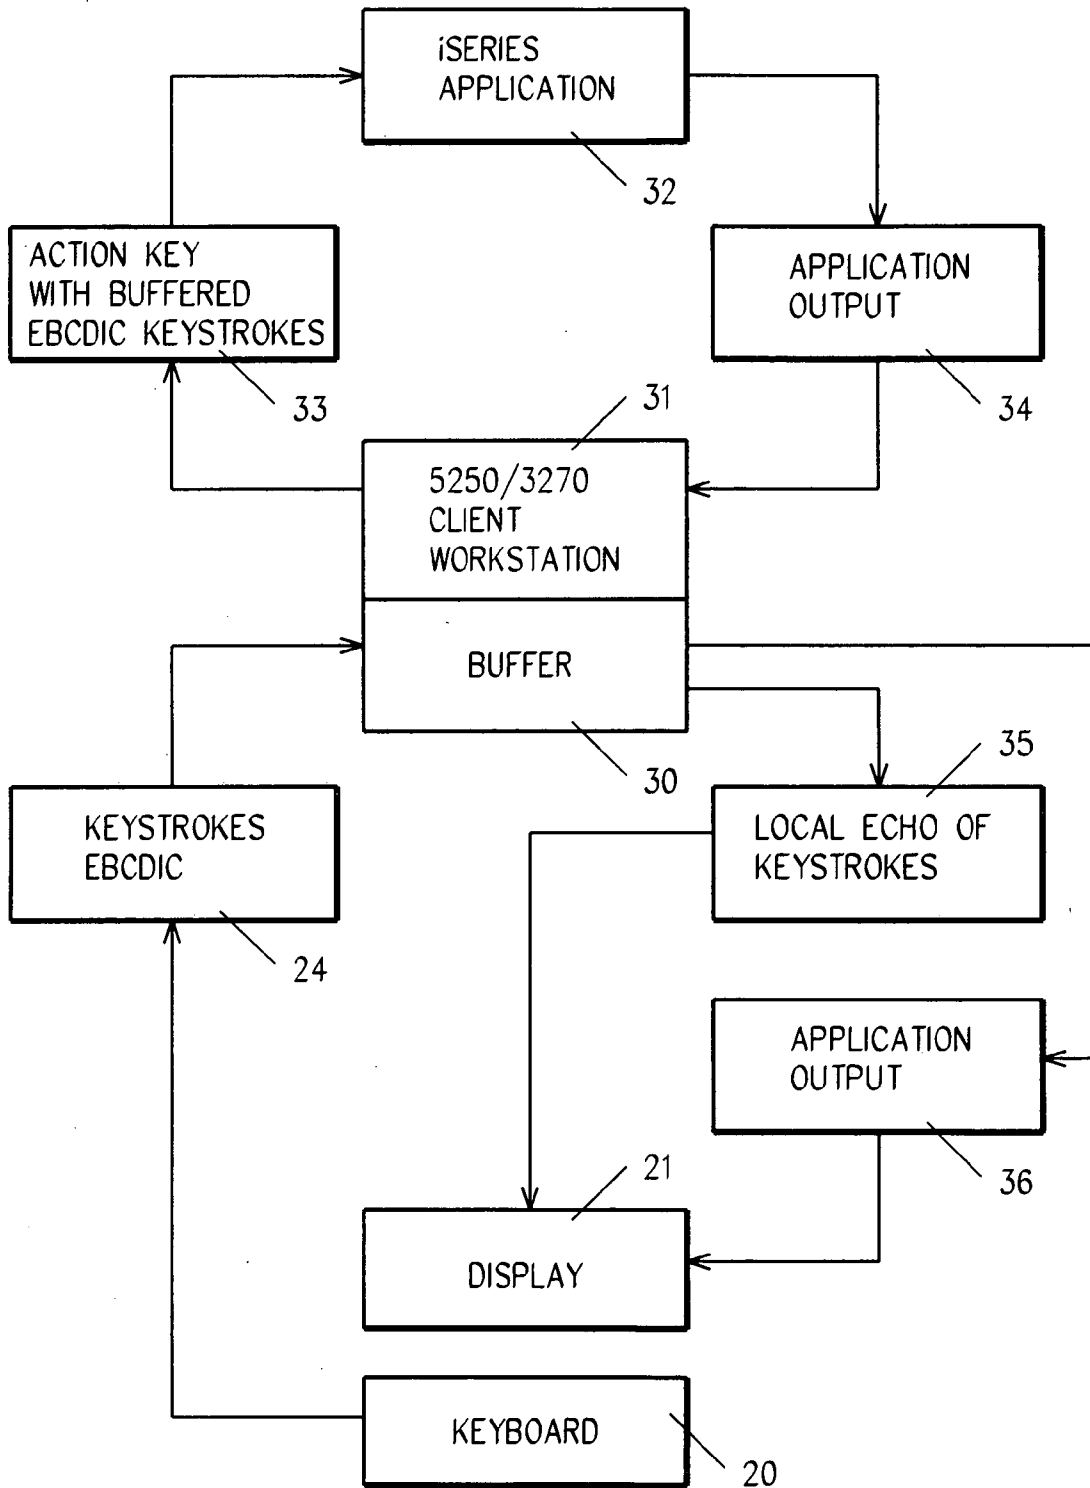 iSERIES
APPLICATION
32
ACTION KEY
WITH BUFFERED
EBCDIC KEYSTROKES
33
APPLICATION
OUTPUT
34
31
5250/3270
CLIENT
WORKSTATION
BUFFER
30
KEYSTROKES
EBCDIC
24
35
LOCAL ECHO OF
KEYSTROKES
APPLICATION
OUTPUT
36
21
DISPLAY
KEYBOARD
20